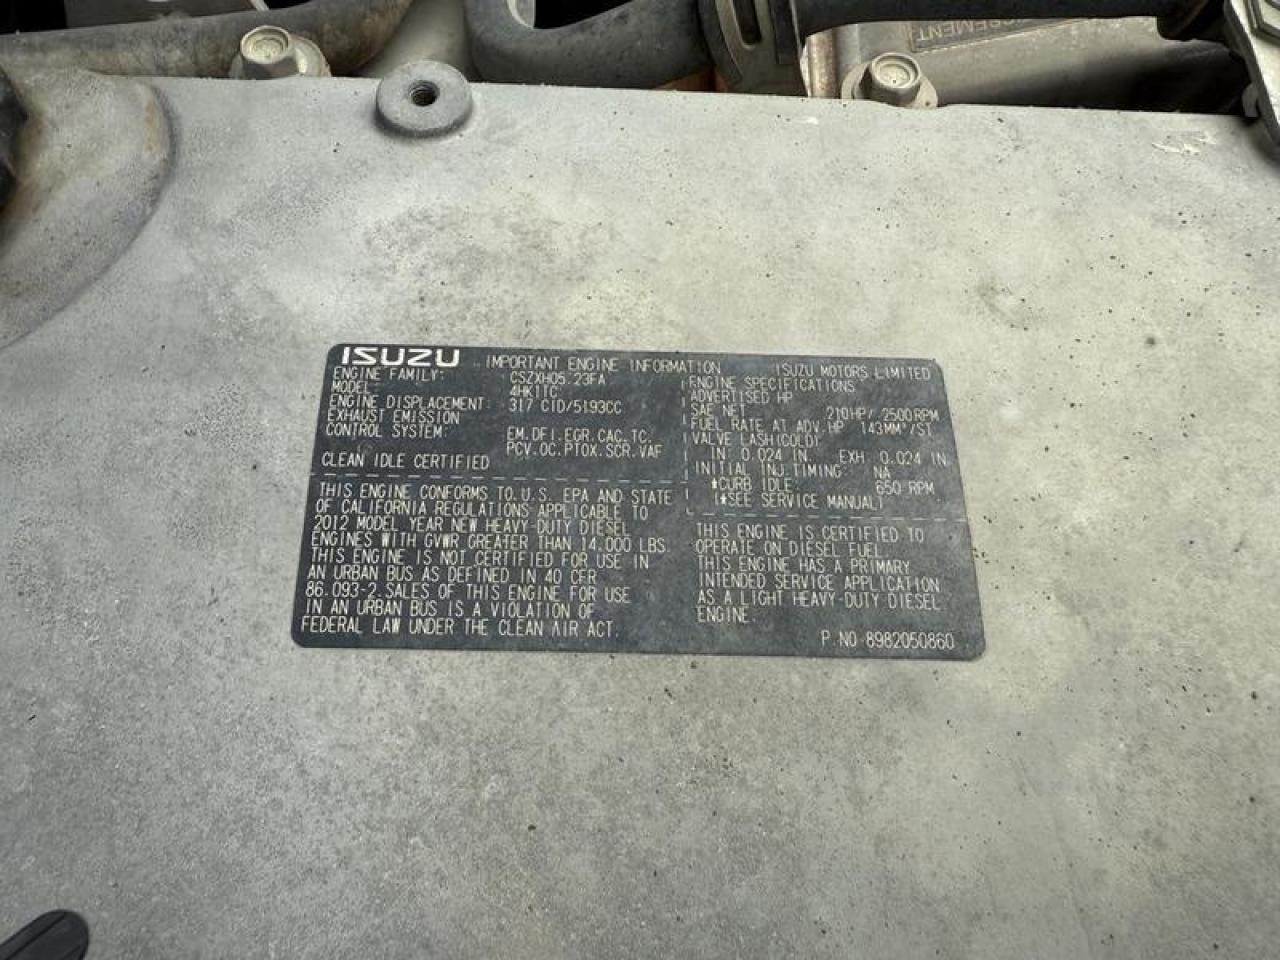 REMENT
ISUZU IMPORTANT ENGINE INFORMATION ISUZU MOTORS LIMITED
ENGINE FAMILY: CSZXH05.23FA
MODEL: 4HK1TC
ENGINE DISPLACEMENT: 317 CID/5193CC
EXHAUST EMISSION
CONTROL SYSTEM: EM.DFI.EGR.CAC.TC.
PCV.OC.PTOX.SCR.VAF
CLEAN IDLE CERTIFIED
THIS ENGINE CONFORMS TO U.S. EPA AND STATE
OF CALIFORNIA REGULATIONS APPLICABLE TO
2012 MODEL YEAR NEW HEAVY-DUTY DIESEL
ENGINES WITH GVWR GREATER THAN 14,000 LBS.
THIS ENGINE IS NOT CERTIFIED FOR USE IN
AN URBAN BUS AS DEFINED IN 40 CFR
86.093-2.SALES OF THIS ENGINE FOR USE
IN AN URBAN BUS IS A VIOLATION OF
FEDERAL LAW UNDER THE CLEAN AIR ACT.
ENGINE SPECIFICATIONS
ADVERTISED HP
SAE NET 210HP/ 2500RPM
FUEL RATE AT ADV.HP 143MM³/ST
VALVE LASH(COLD)
IN: 0.024 IN. EXH: 0.024 IN.
INITIAL INJ.TIMING: NA
*CURB IDLE: 650 RPM
(*SEE SERVICE MANUAL)
THIS ENGINE IS CERTIFIED TO
OPERATE ON DIESEL FUEL.
THIS ENGINE HAS A PRIMARY
INTENDED SERVICE APPLICATION
AS A LIGHT HEAVY-DUTY DIESEL
ENGINE.
P.NO 8982050860